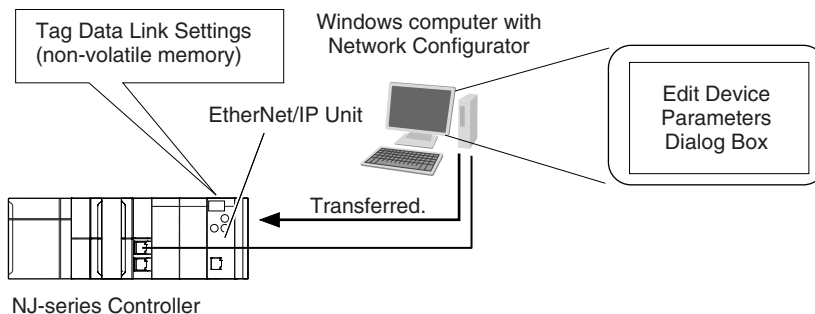 Tag Data Link Settings
(non-volatile memory)
Windows computer with
Network Configurator
EtherNet/IP Unit
Edit Device
Parameters
Dialog Box
Transferred.
NJ-series Controller